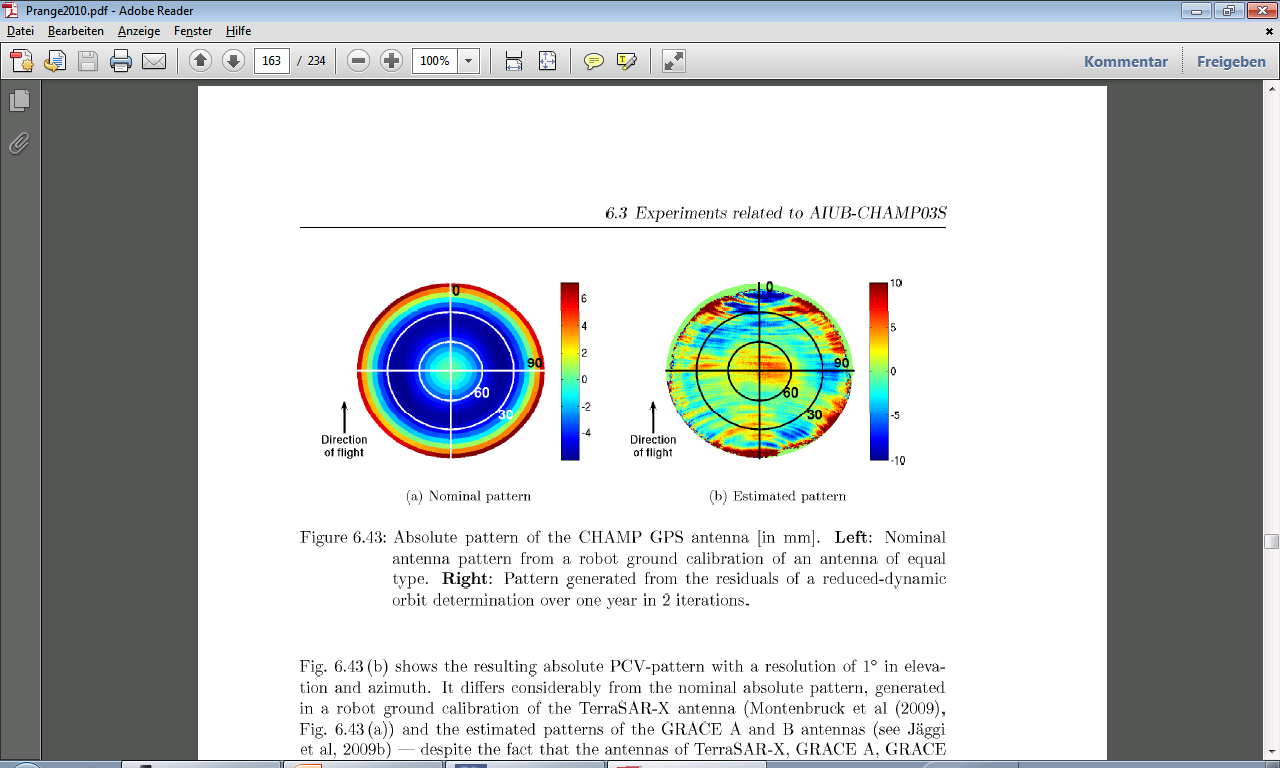 Prange2010.pdf - Adobe Reader
Datei Bearbeiten Anzeige Fenster Hilfe
163 / 234 100% Kommentar Freigeben
6.3 Experiments related to AIUB-CHAMP03S
0
90
60
30
6
4
2
0
-2
-4
Direction
of flight
(a) Nominal pattern
0
90
60
30
10
5
0
-5
-10
Direction
of flight
(b) Estimated pattern
Figure 6.43: Absolute pattern of the CHAMP GPS antenna [in mm]. Left: Nominal
antenna pattern from a robot ground calibration of an antenna of equal
type. Right: Pattern generated from the residuals of a reduced-dynamic
orbit determination over one year in 2 iterations.
Fig. 6.43 (b) shows the resulting absolute PCV-pattern with a resolution of 1° in eleva-
tion and azimuth. It differs considerably from the nominal absolute pattern, generated
in a robot ground calibration of the TerraSAR-X antenna (Montenbruck et al (2009),
Fig. 6.43 (a)) and the estimated patterns of the GRACE A and B antennas (see Jäggi
et al, 2009b) — despite the fact that the antennas of TerraSAR-X, GRACE A, GRACE